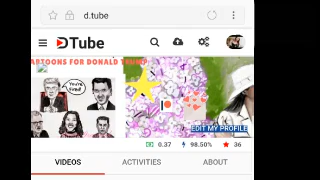 d.tube
DTube
ARTOONS FOR DONALD TRUMP
YOU'RE FIRED!
EDIT MY PROFILE
0.37 98.50% 36
VIDEOS ACTIVITIES ABOUT